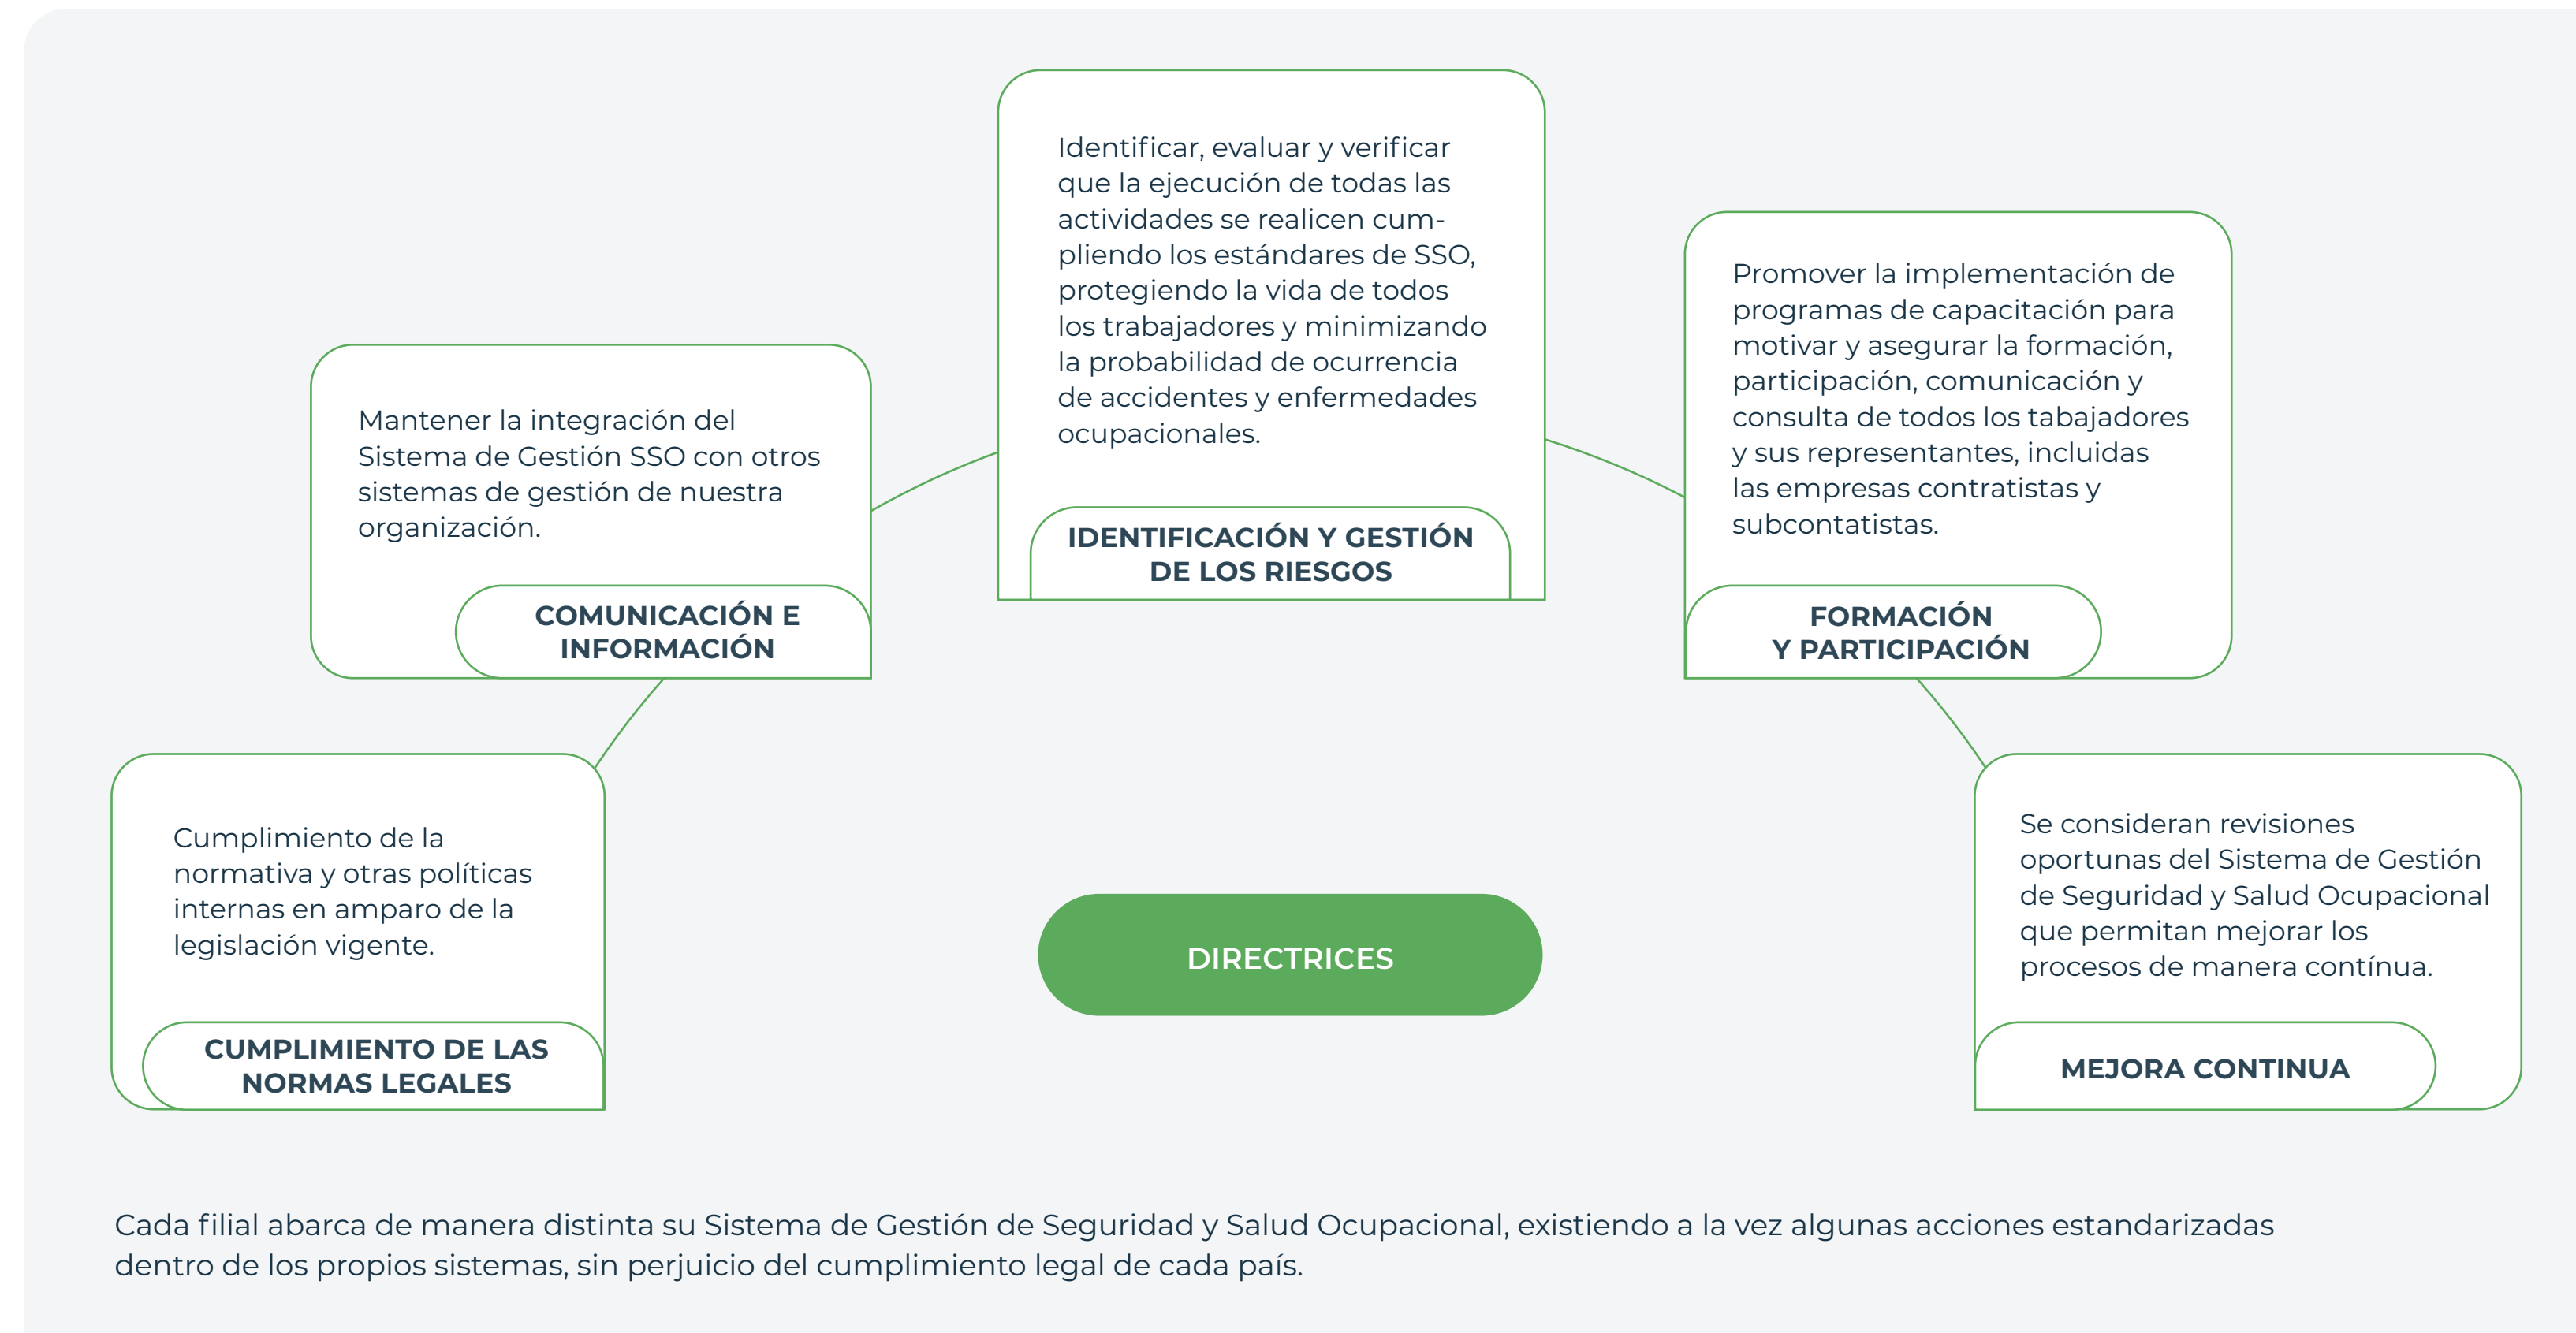 Identificar, evaluar y verificar
que la ejecución de todas las
actividades se realicen cum-
pliendo los estándares de SSO,
protegiendo la vida de todos
los trabajadores y minimizando
la probabilidad de ocurrencia
de accidentes y enfermedades
ocupacionales.
IDENTIFICACIÓN Y GESTIÓN
DE LOS RIESGOS
Promover la implementación de
programas de capacitación para
motivar y asegurar la formación,
participación, comunicación y
consulta de todos los tabajadores
y sus representantes, incluidas
las empresas contratistas y
subcontatistas.
FORMACIÓN
Y PARTICIPACIÓN
Mantener la integración del
Sistema de Gestión SSO con otros
sistemas de gestión de nuestra
organización.
COMUNICACIÓN E
INFORMACIÓN
Cumplimiento de la
normativa y otras políticas
internas en amparo de la
legislación vigente.
CUMPLIMIENTO DE LAS
NORMAS LEGALES
DIRECTRICES
Se consideran revisiones
oportunas del Sistema de Gestión
de Seguridad y Salud Ocupacional
que permitan mejorar los
procesos de manera contínua.
MEJORA CONTINUA
Cada filial abarca de manera distinta su Sistema de Gestión de Seguridad y Salud Ocupacional, existiendo a la vez algunas acciones estandarizadas
dentro de los propios sistemas, sin perjuicio del cumplimiento legal de cada país.